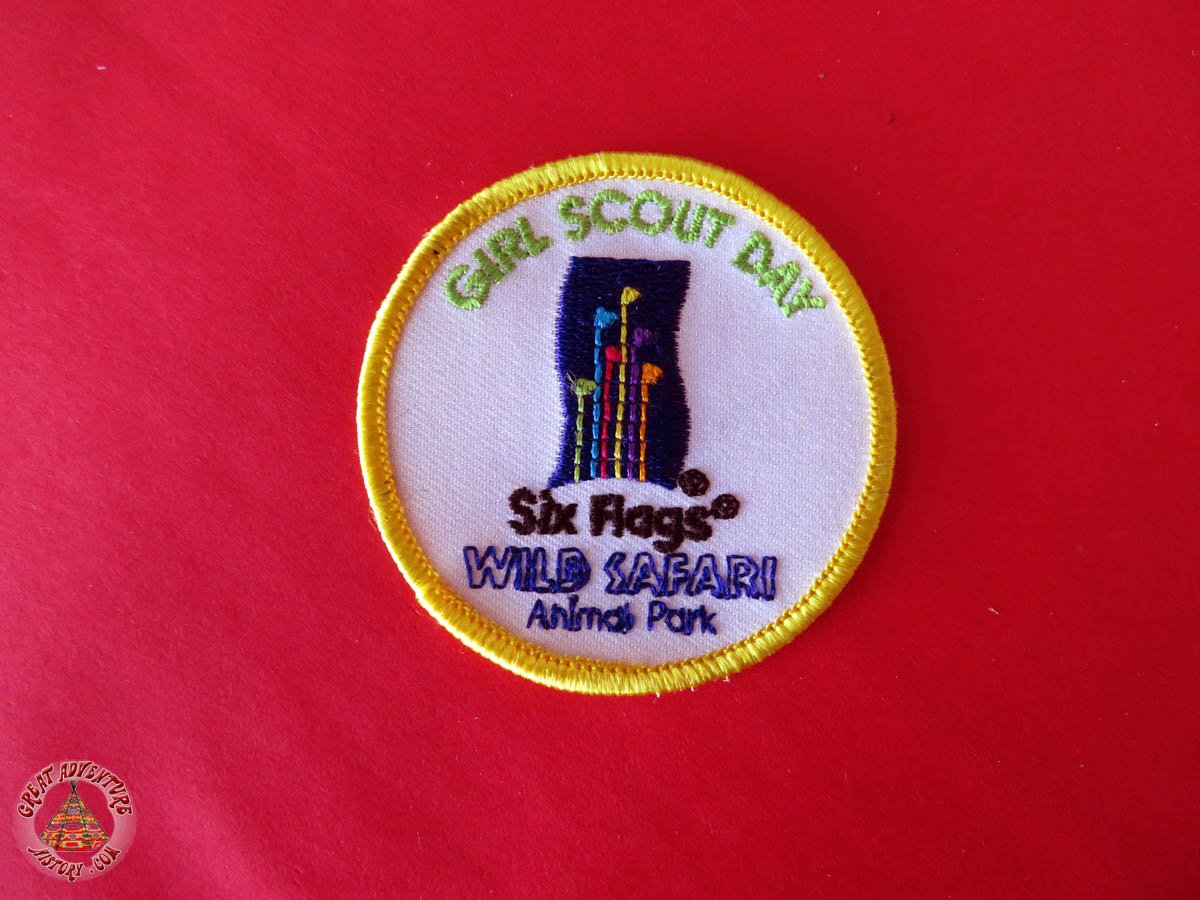 GIRL SCOUT DAY
Six Flags®
WILD SAFARI
Animal Park
GREAT ADVENTURE
HISTORY.COM